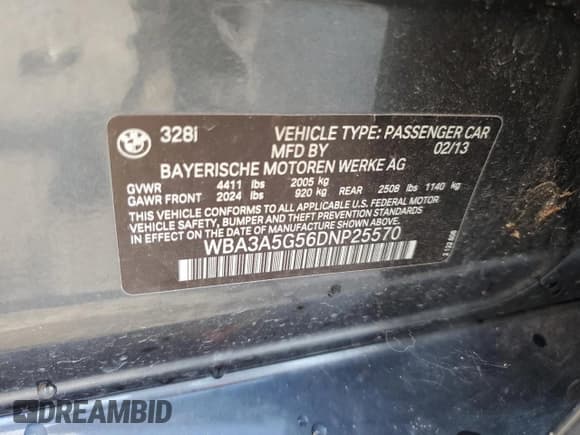 BMW
328I
VEHICLE TYPE: PASSENGER CAR
MFD BY 02/13
BAYERISCHE MOTOREN WERKE AG
GVWR 4411 lbs 2005 kg
GAWR FRONT 2024 lbs 920 kg REAR 2508 lbs 1140 kg
THIS VEHICLE CONFORMS TO ALL APPLICABLE U.S. FEDERAL MOTOR
VEHICLE SAFETY, BUMPER, AND THEFT PREVENTION STANDARDS
IN EFFECT ON THE DATE OF MANUFACTURE SHOWN ABOVE.
WBA3A5G56DNP25570
DREAMBID